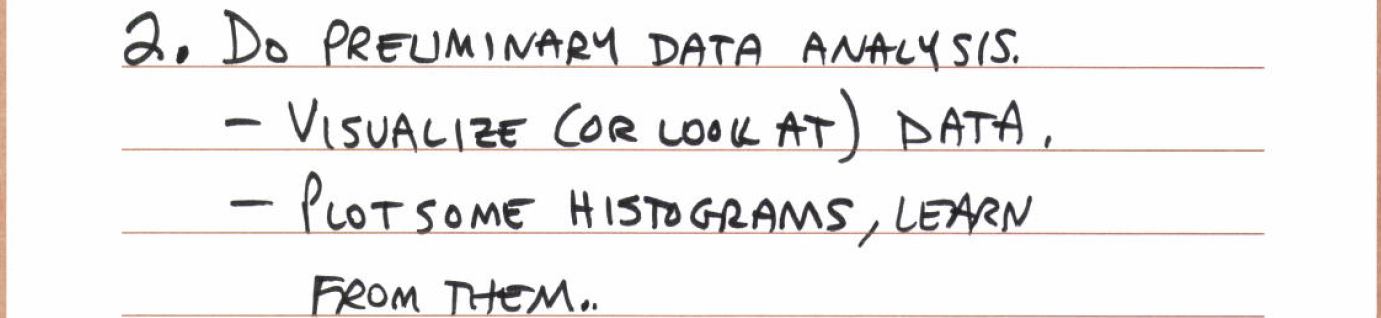 2. DO PRELIMINARY DATA ANALYSIS.
- VISUALIZE (OR LOOK AT) DATA.
- PLOT SOME HISTOGRAMS, LEARN
FROM THEM..